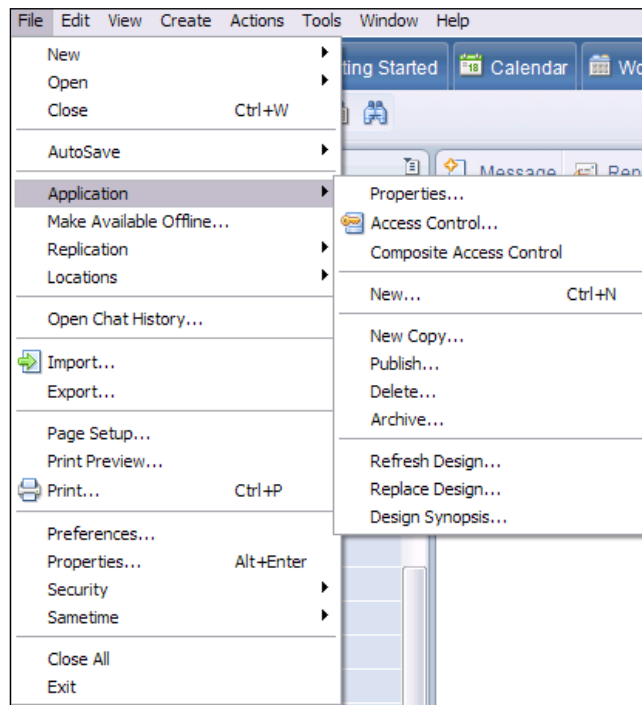 File Edit View Create Actions Tools Window Help
ting Started
18 Calendar
Wo
Message
Rep
New
Open
Close Ctrl+W
AutoSave
Application
Make Available Offline...
Replication
Locations
Open Chat History...
Import...
Export...
Page Setup...
Print Preview...
Print... Ctrl+P
Preferences...
Properties... Alt+Enter
Security
Sametime
Close All
Exit
Properties...
Access Control...
Composite Access Control
New... Ctrl+N
New Copy...
Publish...
Delete...
Archive...
Refresh Design...
Replace Design...
Design Synopsis...